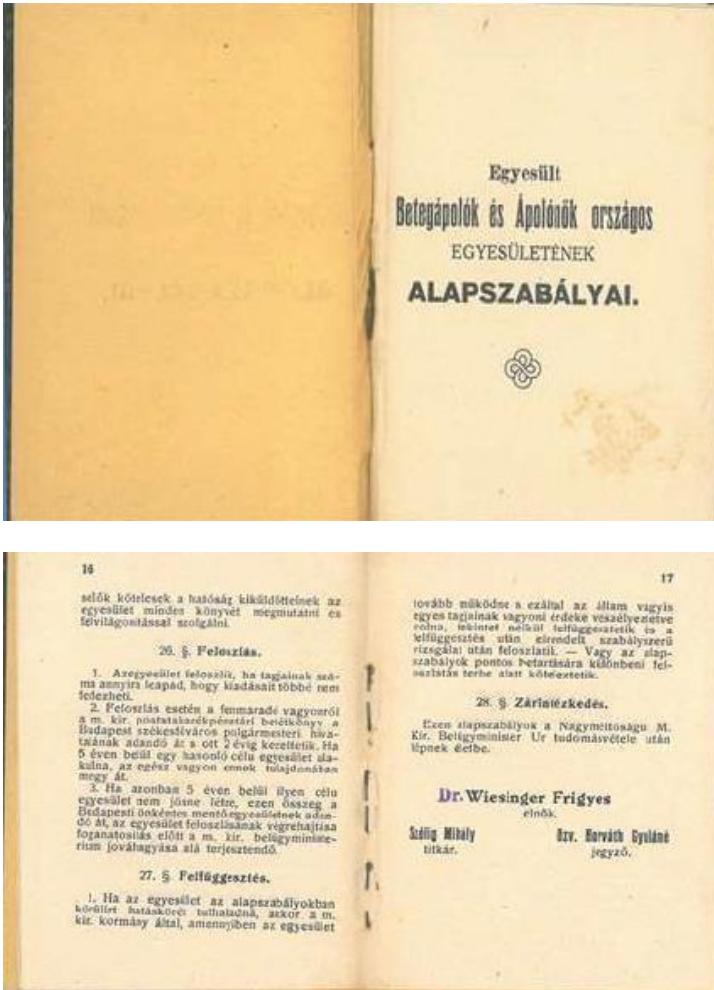 Egyesült
Betegápolók és Ápolónők országos
EGYESÜLETÉNEK
ALAPSZABÁLYAI.
16
selők kötelesek a hatóság kiküldötteinek az
egyesület minden könyvét megmutatni és
felvilágosítással szolgálni.
26. §. Feloszlás.
1. Azegyesület feloszlik, ha tagjainak szá-
ma annyira leapad, hogy kiadásait többé nem
fedezheti.
2. Feloszlás esetén a fenmaradó vagyonról
a m. kir. postatakarékpénztári betétkönyv a
Budapest székesfőváros polgármesteri hiva-
talának adandó át s ott 2 évig kezeltetik. Ha
5 éven belül egy hasonló célu egyesület ala-
kulna, az egész vagyon ennek tulajdonában
megy át.
3. Ha azonban 5 éven belül ilyen célu
egyesület nem jönne létre, ezen összeg a
Budapesti önkéntes mentőegyesületnek adan-
dó át, az egyesület feloszlásának végrehajtása
foganatosítás előtt a m. kir. belügyminiszte-
rium jóváhagyása alá terjesztendő.
27. § Felfüggesztés.
1. Ha az egyesület az alapszabályokban
körülírt hatáskörét tulhaladná, akkor a m.
kir. kormány által, amennyiben az egyesület
17
tovább működne s ezáltal az állam vagyis
egyes tagjainak vagyoni érdeke veszélyeztetve
volna, tekintet nélkül felfüggesztetik és a
felfüggesztés után elrendelt szabályszerű
vizsgálat után feloszlatik. — Vagy az alap-
szabályok pontos betartására különbeni fel-
oszlatás terhe alatt köteleztetik.
28. § Zárintézkedés.
Ezen alapszabályok a Nagyméltóságu M.
Kir. Belügyminister Ur tudomásvétele után
lépnek életbe.
Dr. Wiesinger Frigyes
elnök.
Szélig Mihály Özv. Horváth Gyuláné
titkár. jegyző.